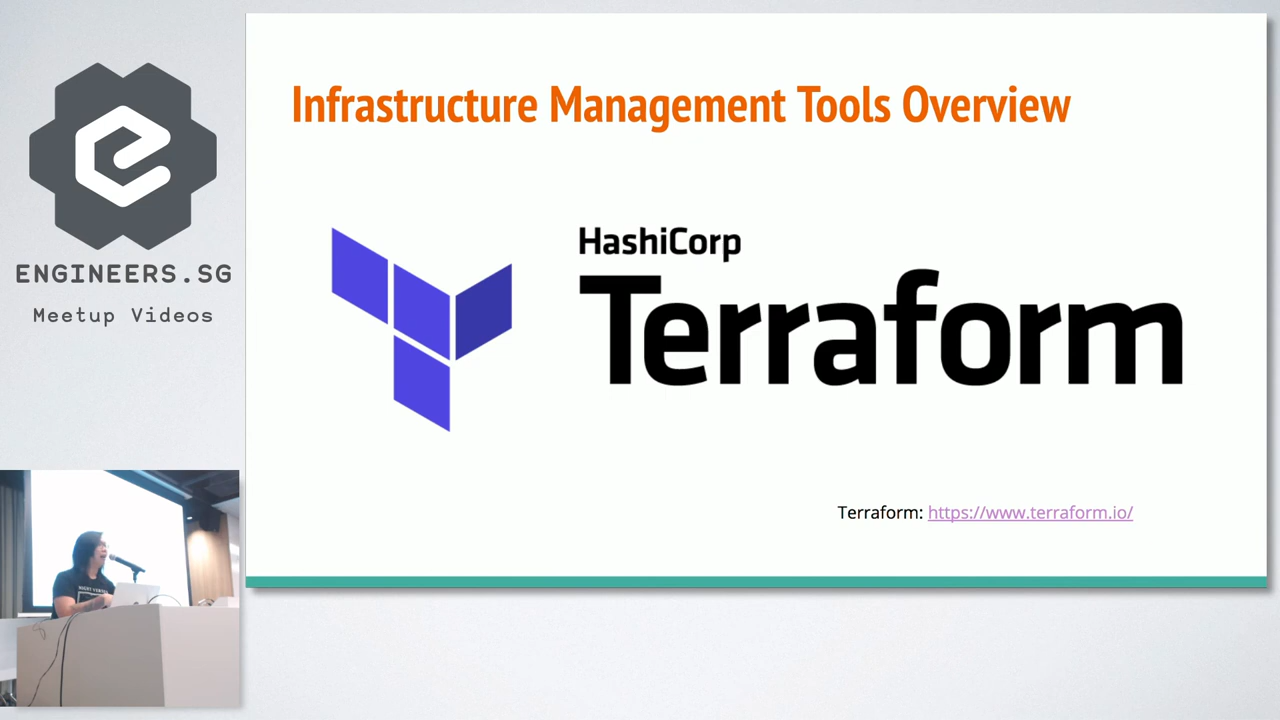 ENGINEERS.SG
Meetup Videos
Infrastructure Management Tools Overview
HashiCorp
Terraform
Terraform: https://www.terraform.io/